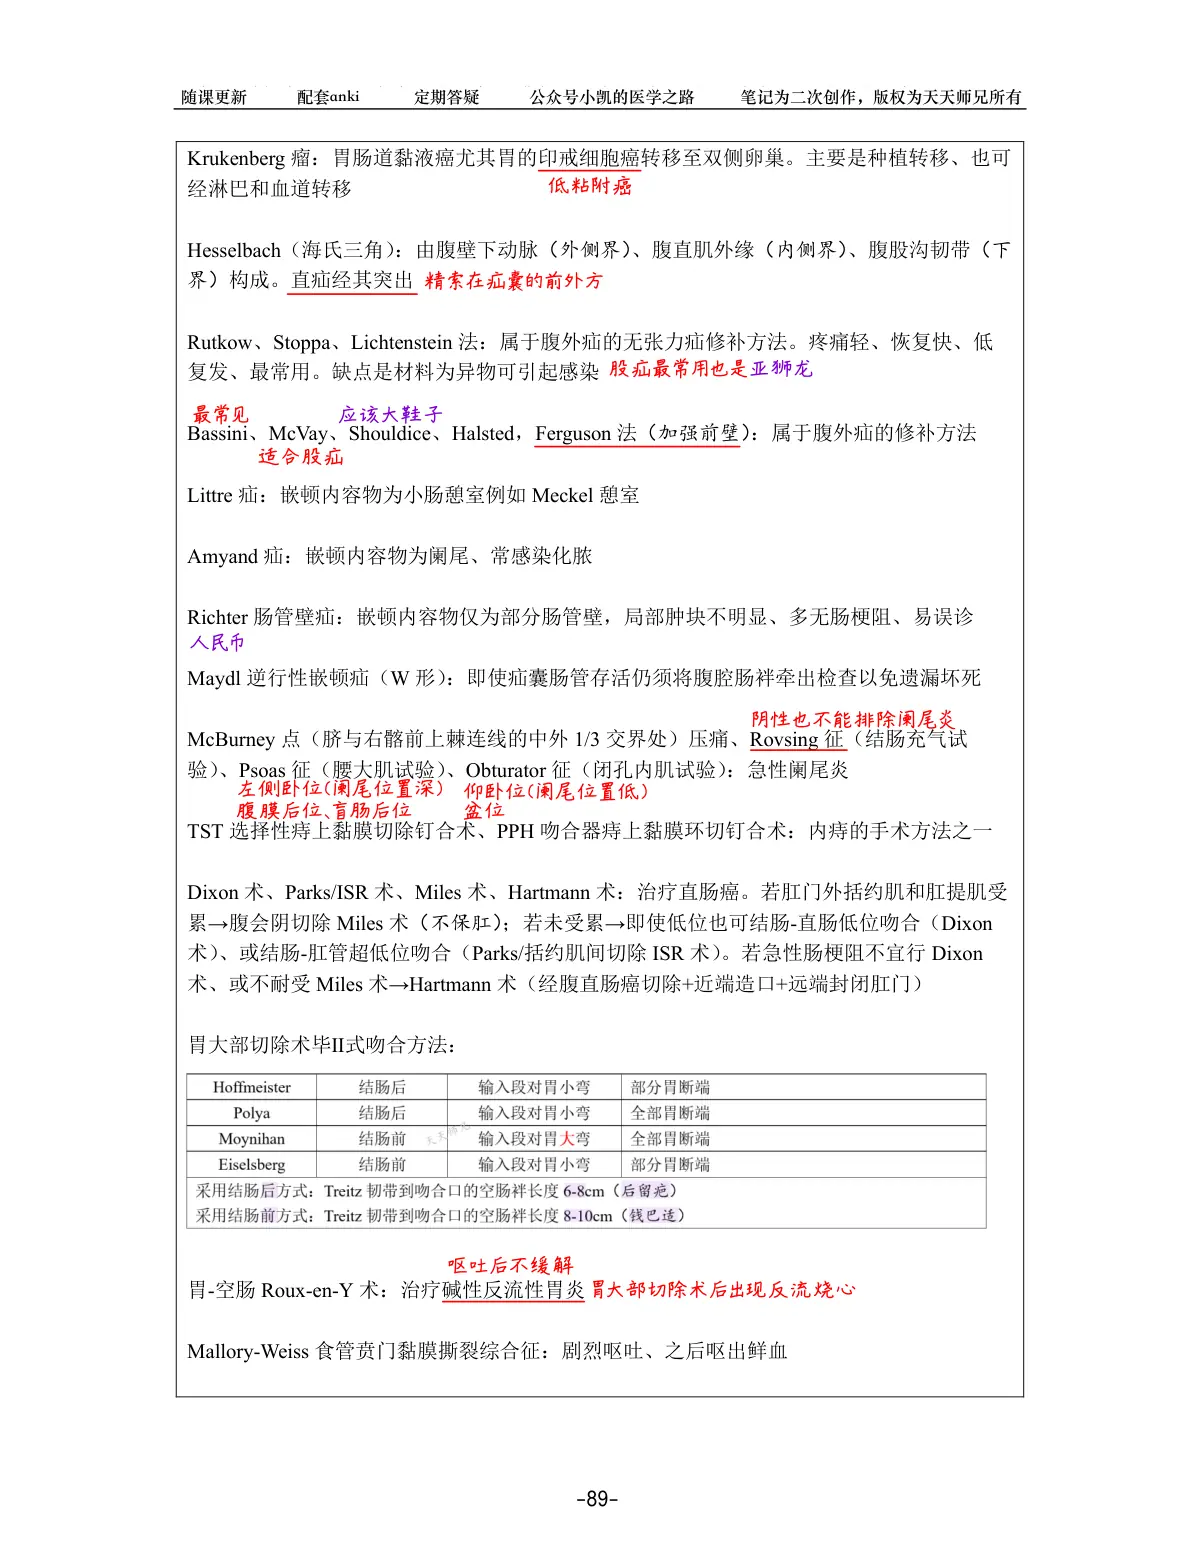 随课更新 配套anki 定期答疑 公众号小凯的医学之路 笔记为二次创作，版权为天天师兄所有
Krukenberg 瘤：胃肠道黏液癌尤其胃的印戒细胞癌转移至双侧卵巢。主要是种植转移、也可
经淋巴和血道转移 低粘附癌
Hesselbach（海氏三角）：由腹壁下动脉（外侧界）、腹直肌外缘（内侧界）、腹股沟韧带（下
界）构成。直疝经其突出 精索在疝囊的前外方
Rutkow、Stoppa、Lichtenstein 法：属于腹外疝的无张力疝修补方法。疼痛轻、恢复快、低
复发、最常用。缺点是材料为异物可引起感染 股疝最常用也是亚狮龙
最常见 应该大鞋子
Bassini、McVay、Shouldice、Halsted，Ferguson 法（加强前壁）：属于腹外疝的修补方法
适合股疝
Littre 疝：嵌顿内容物为小肠憩室例如 Meckel 憩室
Amyand 疝：嵌顿内容物为阑尾、常感染化脓
Richter 肠管壁疝：嵌顿内容物仅为部分肠管壁，局部肿块不明显、多无肠梗阻、易误诊
人民币
Maydl 逆行性嵌顿疝（W 形）：即使疝囊肠管存活仍须将腹腔肠袢牵出检查以免遗漏坏死
阴性也不能排除阑尾炎
McBurney 点（脐与右髂前上棘连线的中外 1/3 交界处）压痛、Rovsing 征（结肠充气试
验）、Psoas 征（腰大肌试验）、Obturator 征（闭孔内肌试验）：急性阑尾炎
左侧卧位(阑尾位置深) 仰卧位(阑尾位置低)
腹膜后位、盲肠后位 盆位
TST 选择性痔上黏膜切除钉合术、PPH 吻合器痔上黏膜环切钉合术：内痔的手术方法之一
Dixon 术、Parks/ISR 术、Miles 术、Hartmann 术：治疗直肠癌。若肛门外括约肌和肛提肌受
累→腹会阴切除 Miles 术（不保肛）；若未受累→即使低位也可结肠-直肠低位吻合（Dixon
术）、或结肠-肛管超低位吻合（Parks/括约肌间切除 ISR 术）。若急性肠梗阻不宜行 Dixon
术、或不耐受 Miles 术→Hartmann 术（经腹直肠癌切除+近端造口+远端封闭肛门）
胃大部切除术毕II式吻合方法：
Hoffmeister 结肠后 输入段对胃小弯 部分胃断端
Polya 结肠后 输入段对胃小弯 全部胃断端
Moynihan 结肠前 输入段对胃大弯 全部胃断端
Eiselsberg 结肠前 输入段对胃小弯 部分胃断端
天天师兄
采用结肠后方式：Treitz 韧带到吻合口的空肠袢长度 6-8cm（后留疤）
采用结肠前方式：Treitz 韧带到吻合口的空肠袢长度 8-10cm（钱巴适）
呕吐后不缓解
胃-空肠 Roux-en-Y 术：治疗碱性反流性胃炎 胃大部切除术后出现反流烧心
Mallory-Weiss 食管贲门黏膜撕裂综合征：剧烈呕吐、之后呕出鲜血
-89-